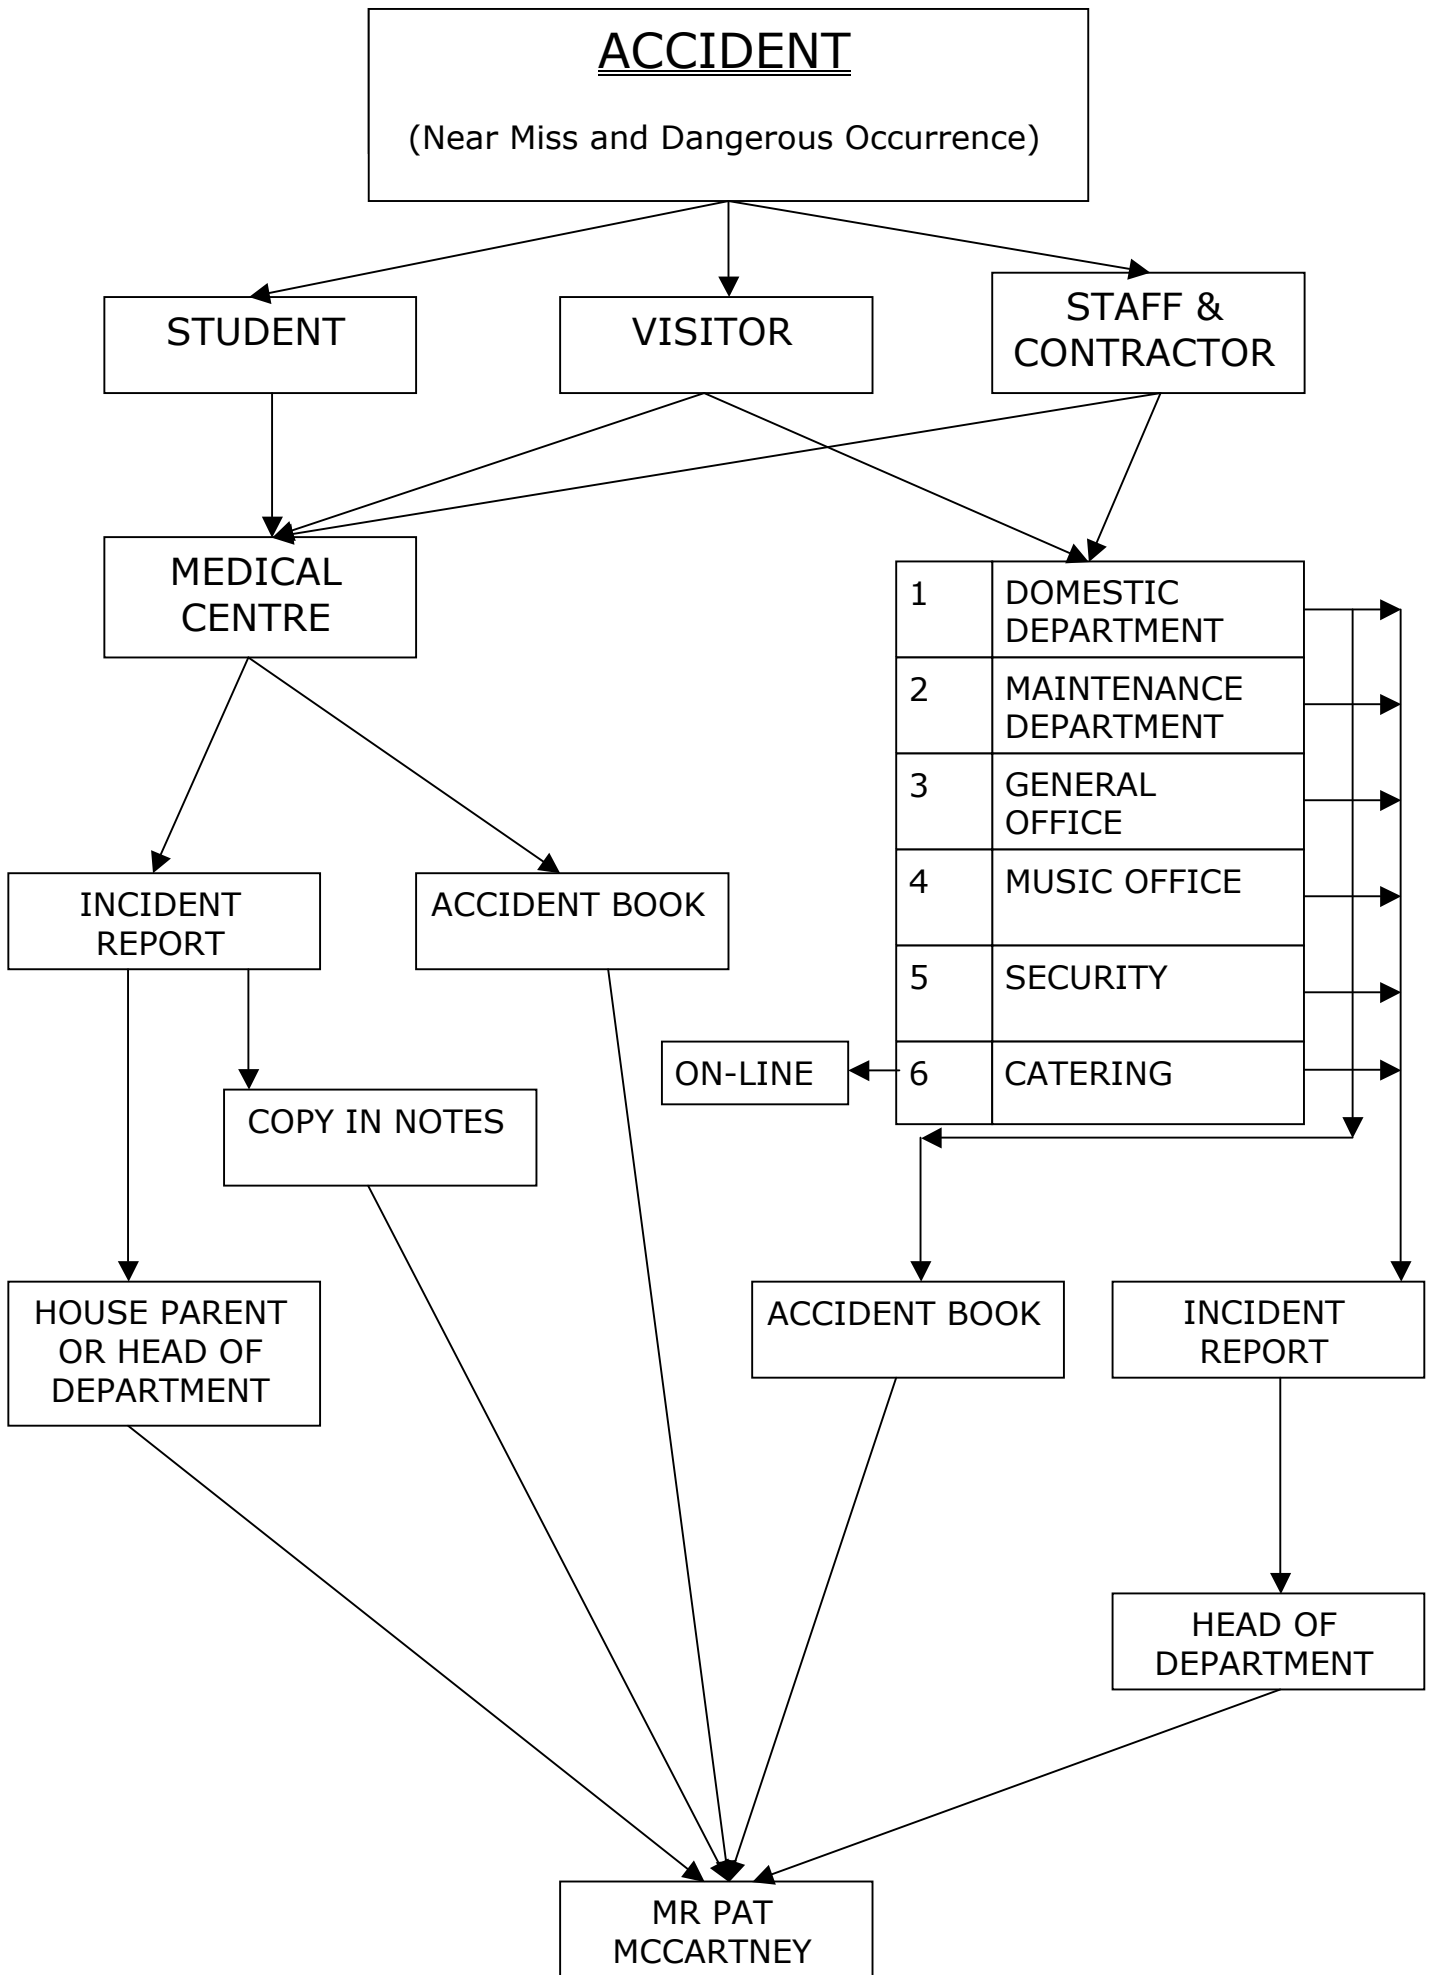 ACCIDENT
(Near Miss and Dangerous Occurrence)
STUDENT
VISITOR
STAFF &
CONTRACTOR
MEDICAL
CENTRE
1 DOMESTIC
DEPARTMENT
2 MAINTENANCE
DEPARTMENT
3 GENERAL
OFFICE
4 MUSIC OFFICE
5 SECURITY
6 CATERING
ON-LINE
INCIDENT
REPORT
ACCIDENT BOOK
COPY IN NOTES
HOUSE PARENT
OR HEAD OF
DEPARTMENT
ACCIDENT BOOK
INCIDENT
REPORT
HEAD OF
DEPARTMENT
MR PAT
MCCARTNEY